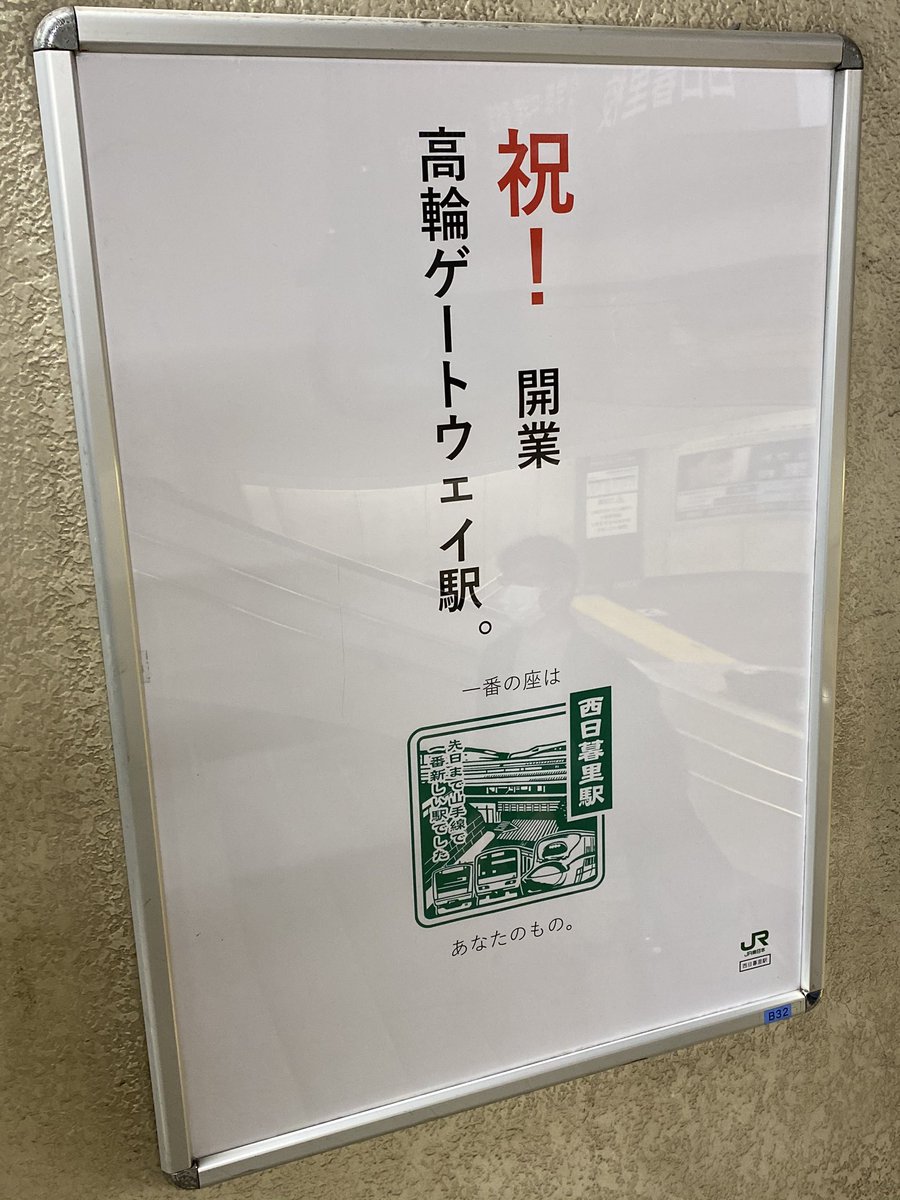 祝！ 開業
高輪ゲートウェイ駅。
一番の座は
西日暮里駅
先日まで山手線で
一番新しい駅でした
あなたのもの。
JR
JR東日本
西日暮里駅
B32